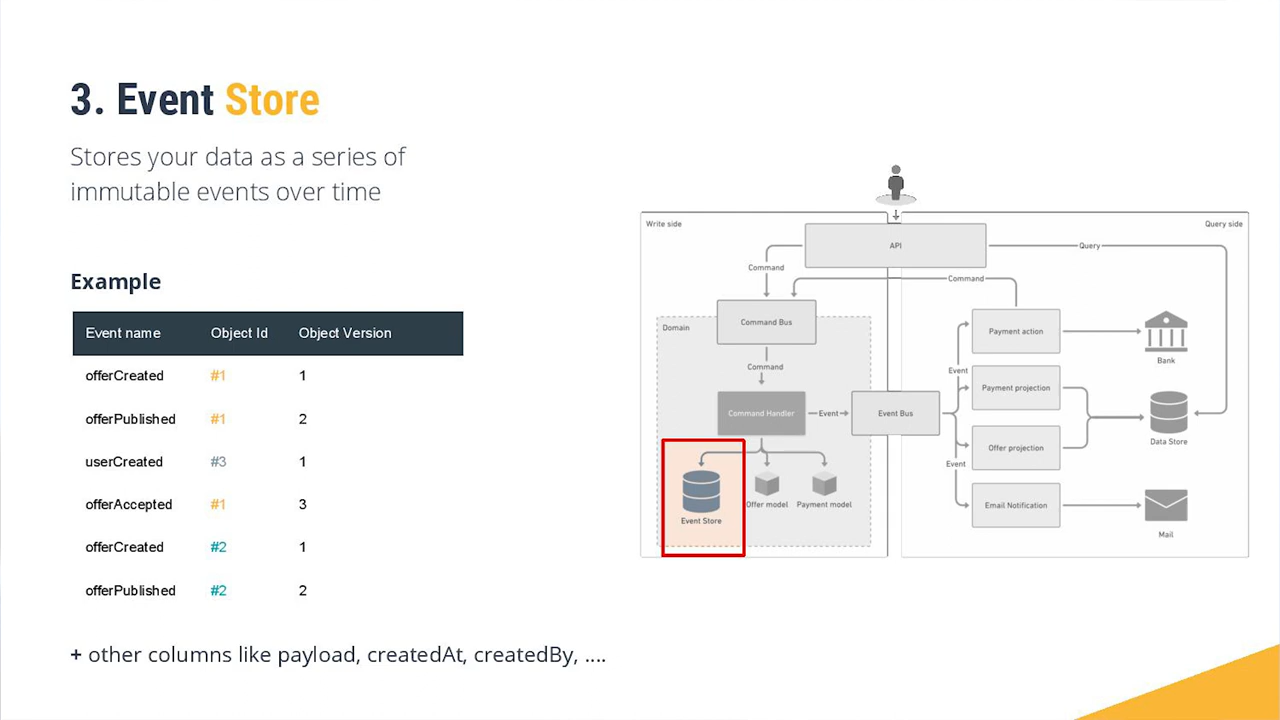 3. Event Store
Stores your data as a series of
immutable events over time
Example
Event name Object Id Object Version
offerCreated #1 1
offerPublished #1 2
userCreated #3 1
offerAccepted #1 3
offerCreated #2 1
offerPublished #2 2
+ other columns like payload, createdAt, createdBy, ....
Write side
Query side
API
Query
Command
Command
Command Bus
Domain
Payment action
Bank
Command
Event
Payment projection
Command Handler
Event
Event Bus
Data Store
Offer projection
Event
Event Store
Offer model
Payment model
Email Notification
Mail